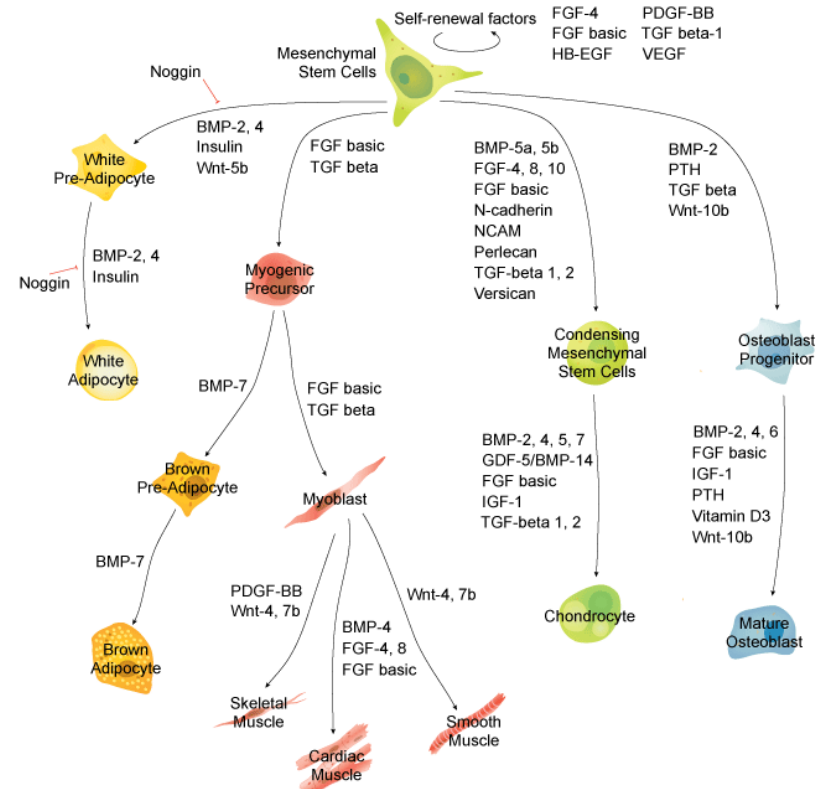 Self-renewal factors
FGF-4
FGF basic
HB-EGF
PDGF-BB
TGF beta-1
VEGF
Mesenchymal
Stem Cells
Noggin
BMP-2, 4
Insulin
Wnt-5b
FGF basic
TGF beta
BMP-5a, 5b
FGF-4, 8, 10
FGF basic
N-cadherin
NCAM
Perlecan
TGF-beta 1, 2
Versican
BMP-2
PTH
TGF beta
Wnt-10b
White
Pre-Adipocyte
BMP-2, 4
Insulin
Noggin
Myogenic
Precursor
White
Adipocyte
Condensing
Mesenchymal
Stem Cells
Osteoblast
Progenitor
BMP-7
FGF basic
TGF beta
BMP-2, 4, 5, 7
GDF-5/BMP-14
FGF basic
IGF-1
TGF-beta 1, 2
BMP-2, 4, 6
FGF basic
IGF-1
PTH
Vitamin D3
Wnt-10b
Brown
Pre-Adipocyte
Myoblast
BMP-7
PDGF-BB
Wnt-4, 7b
BMP-4
FGF-4, 8
FGF basic
Wnt-4, 7b
Chondrocyte
Mature
Osteoblast
Brown
Adipocyte
Skeletal
Muscle
Cardiac
Muscle
Smooth
Muscle